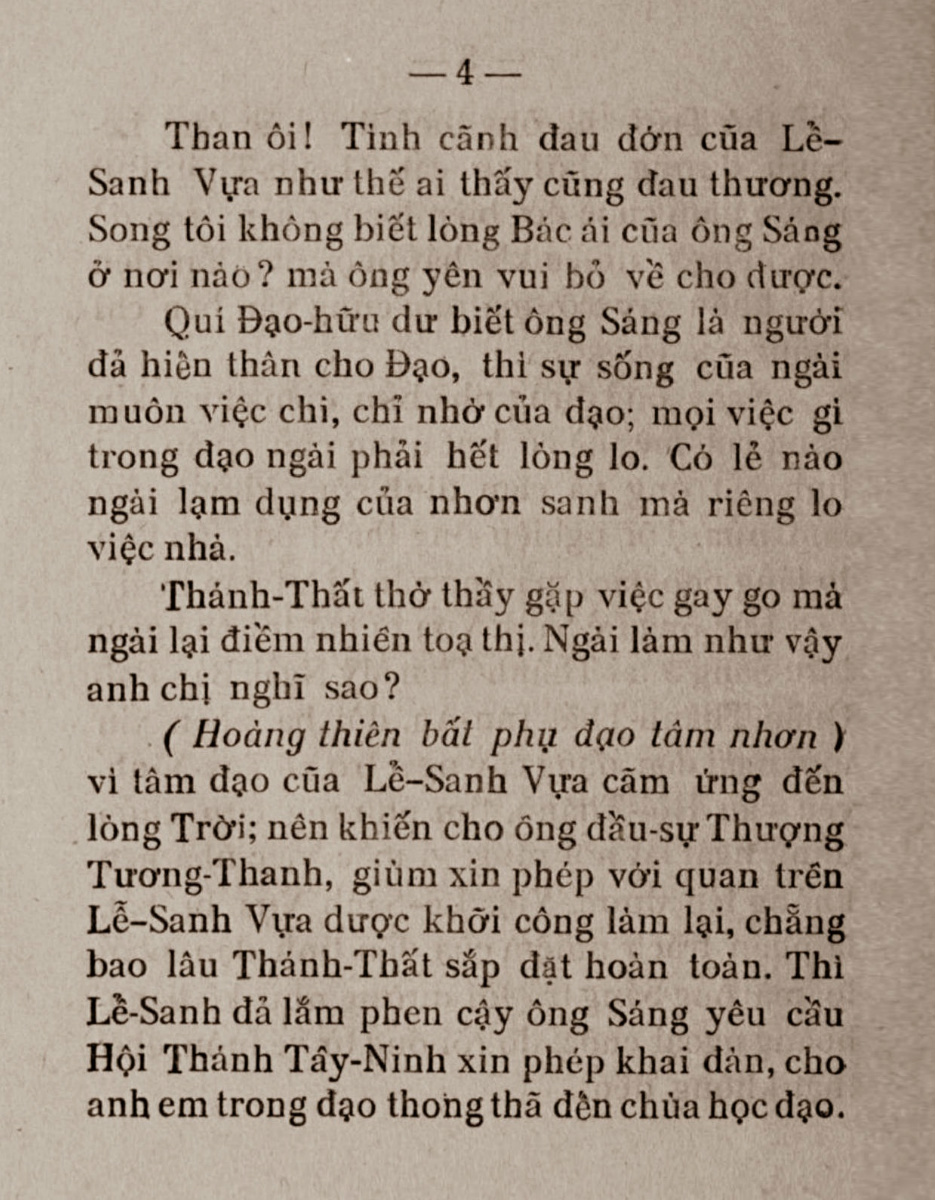 — 4 —
Than ôi! Tình cãnh đau đớn cũa Lề-
Sanh Vựa như thế ai thấy cũng đau thương.
Song tôi không biết lòng Bác ái cũa ông Sáng
ở nơi nào? mà ông yên vui bỏ về cho được.
Quí Đạo-hữu dư biết ông Sáng là người
đả hiến thân cho Đạo, thì sự sống cũa ngài
muôn việc chi, chỉ nhờ của đạo; mọi việc gì
trong đạo ngài phải hết lòng lo. Có lẻ nào
ngài lạm dụng của nhơn sanh mà riêng lo
việc nhà.
Thánh-Thất thờ thầy gặp việc gay go mà
ngài lại điềm nhiên toạ thị. Ngài làm như vậy
anh chị nghĩ sao?
( Hoàng thiên bất phụ đạo tâm nhơn )
vì tâm đạo cũa Lề-Sanh Vựa cãm ứng đến
lòng Trời; nên khiến cho ông đầu-sự Thượng
Tương-Thanh, giùm xin phép với quan trên
Lễ-Sanh Vựa được khỡi công làm lại, chẵng
bao lâu Thánh-Thất sắp đặt hoàn toàn. Thì
Lề-Sanh đả lắm phen cậy ông Sáng yêu cầu
Hội Thánh Tây-Ninh xin phép khai đàn, cho
anh em trong đạo thong thã đến chùa học đạo.